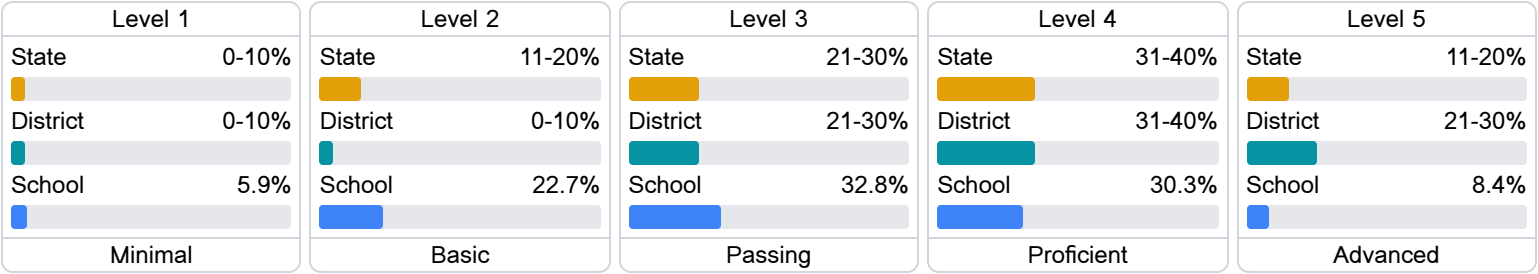 Level 1
State 0-10%
District 0-10%
School 5.9%
Minimal
Level 2
State 11-20%
District 0-10%
School 22.7%
Basic
Level 3
State 21-30%
District 21-30%
School 32.8%
Passing
Level 4
State 31-40%
District 31-40%
School 30.3%
Proficient
Level 5
State 11-20%
District 21-30%
School 8.4%
Advanced